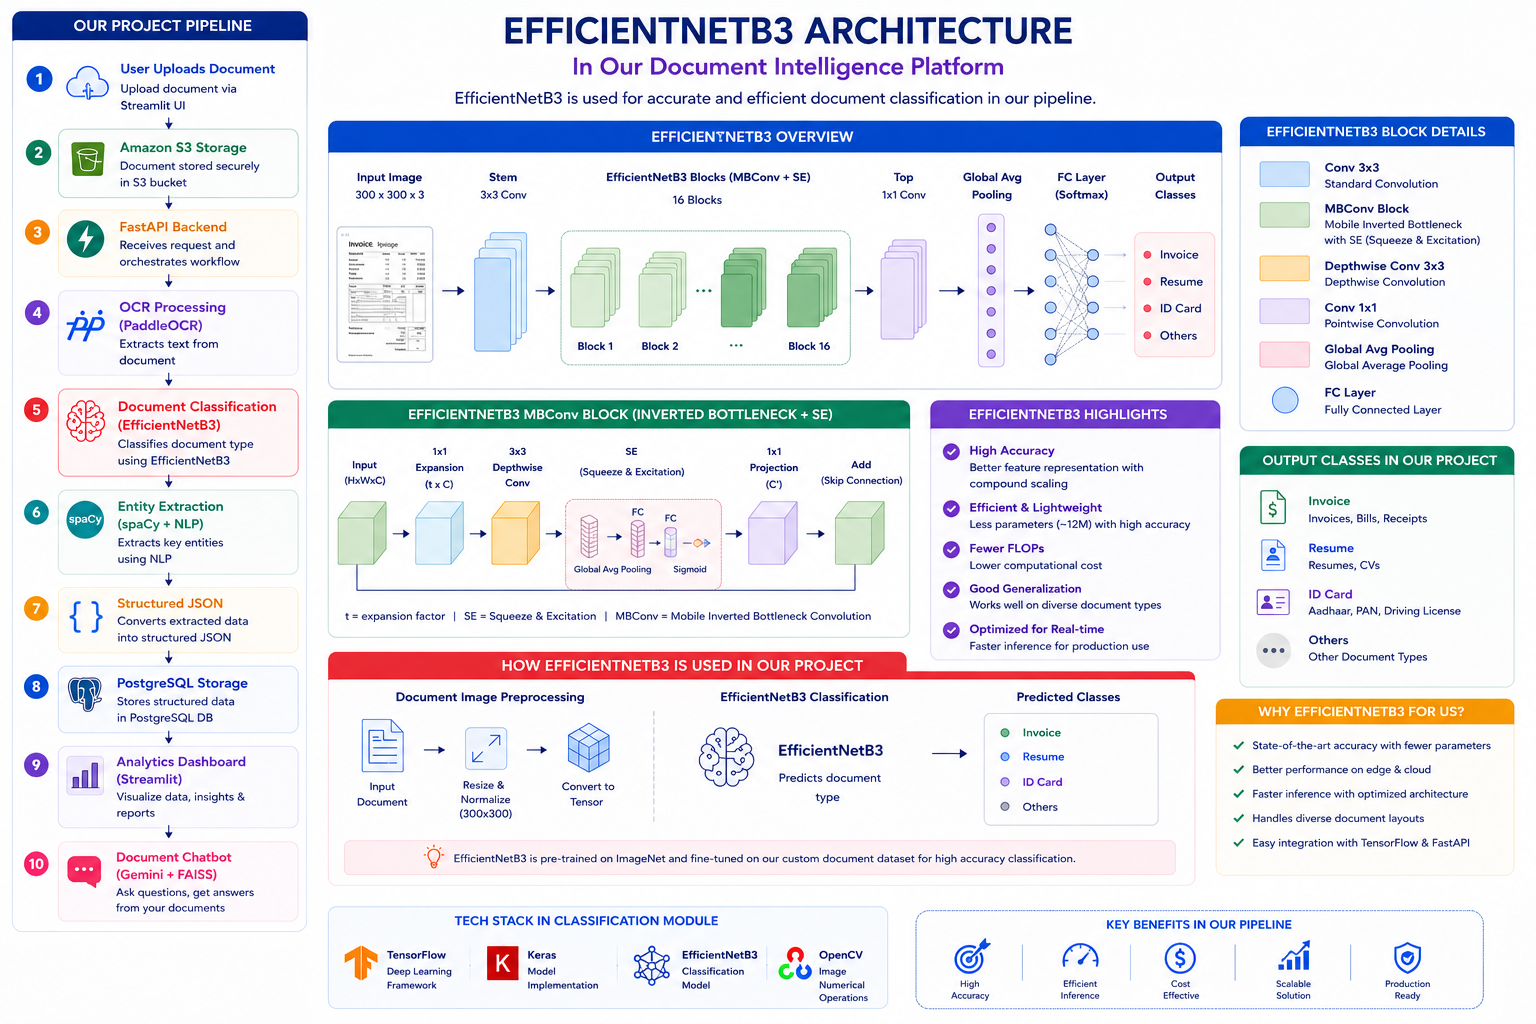 OUR PROJECT PIPELINE
1
User Uploads Document
Upload document via
Streamlit UI
2
Amazon S3 Storage
Document stored securely
in S3 bucket
3
FastAPI Backend
Receives request and
orchestrates workflow
4
OCR Processing
(PaddleOCR)
Extracts text from
document
5
Document Classification
(EfficientNetB3)
Classifies document type
using EfficientNetB3
6
spaCy
Entity Extraction
(spaCy + NLP)
Extracts key entities
using NLP
7
{ }
Structured JSON
Converts extracted data
into structured JSON
8
PostgreSQL Storage
Stores structured data
in PostgreSQL DB
9
Analytics Dashboard
(Streamlit)
Visualize data, insights &
reports
10
Document Chatbot
(Gemini + FAISS)
Ask questions, get answers
from your documents
EFFICIENTNETB3 ARCHITECTURE
In Our Document Intelligence Platform
EfficientNetB3 is used for accurate and efficient document classification in our pipeline.
EFFICIENTNETB3 OVERVIEW
Input Image
300 x 300 x 3
Stem
3x3 Conv
EfficientNetB3 Blocks (MBConv + SE)
16 Blocks
Top
1x1 Conv
Global Avg
Pooling
FC Layer
(Softmax)
Output
Classes
Invoice
...
Block 1
Block 2
...
Block 16
Invoice
Resume
ID Card
Others
EFFICIENTNETB3 MBConv BLOCK (INVERTED BOTTLENECK + SE)
Input
(HxWxC)
1x1
Expansion
(t x C)
3x3
Depthwise
Conv
SE
(Squeeze & Excitation)
1x1
Projection
(C')
Add
(Skip Connection)
FC
FC
Global Avg Pooling
Sigmoid
t = expansion factor | SE = Squeeze & Excitation | MBConv = Mobile Inverted Bottleneck Convolution
EFFICIENTNETB3 HIGHLIGHTS
High Accuracy
Better feature representation with
compound scaling
Efficient & Lightweight
Less parameters (~12M) with high accuracy
Fewer FLOPs
Lower computational cost
Good Generalization
Works well on diverse document types
Optimized for Real-time
Faster inference for production use
HOW EFFICIENTNETB3 IS USED IN OUR PROJECT
Document Image Preprocessing
Input
Document
Resize &
Normalize
(300x300)
Convert to
Tensor
EfficientNetB3 Classification
EfficientNetB3
Predicts document
type
Predicted Classes
Invoice
Resume
ID Card
Others
EfficientNetB3 is pre-trained on ImageNet and fine-tuned on our custom document dataset for high accuracy classification.
TECH STACK IN CLASSIFICATION MODULE
TensorFlow
Deep Learning
Framework
K
Keras
Model
Implementation
EfficientNetB3
Classification
Model
OpenCV
Image
Numerical
Operations
EFFICIENTNETB3 BLOCK DETAILS
Conv 3x3
Standard Convolution
MBConv Block
Mobile Inverted Bottleneck
with SE (Squeeze & Excitation)
Depthwise Conv 3x3
Depthwise Convolution
Conv 1x1
Pointwise Convolution
Global Avg Pooling
Global Average Pooling
FC Layer
Fully Connected Layer
OUTPUT CLASSES IN OUR PROJECT
$
Invoice
Invoices, Bills, Receipts
Resume
Resumes, CVs
ID Card
Aadhaar, PAN, Driving License
Others
Other Document Types
WHY EFFICIENTNETB3 FOR US?
State-of-the-art accuracy with fewer parameters
Better performance on edge & cloud
Faster inference with optimized architecture
Handles diverse document layouts
Easy integration with TensorFlow & FastAPI
KEY BENEFITS IN OUR PIPELINE
High
Accuracy
Efficient
Inference
$
Cost
Effective
Scalable
Solution
Production
Ready